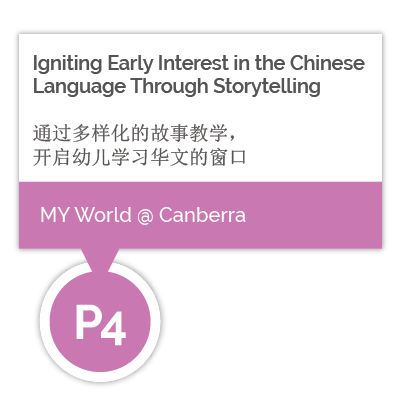 Igniting Early Interest in the Chinese
Language Through Storytelling
通过多样化的故事教学，
开启幼儿学习华文的窗口
MY World @ Canberra
P4